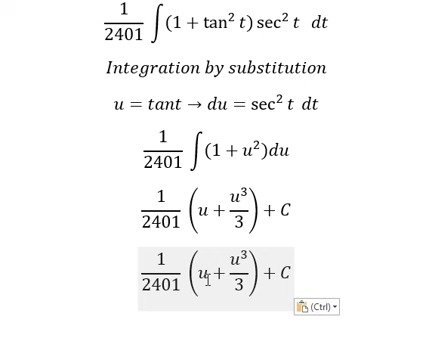 1/2401 ∫(1 + tan² t) sec² t dt
Integration by substitution
u = tant → du = sec² t dt
1/2401 ∫(1 + u²)du
1/2401 (u + u³/3) + C
1/2401 (u + u³/3) + C
(Ctrl)